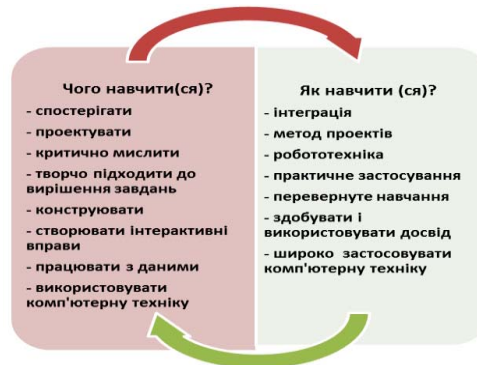 Чого навчити(ся)?
- спостерігати
- проектувати
- критично мислити
- творчо підходити до
вирішення завдань
- конструювати
- створювати інтерактивні
вправи
- працювати з даними
- використовувати
комп'ютерну техніку
Як навчити (ся)?
- інтеграція
- метод проектів
- робототехніка
- практичне застосування
- перевернуте навчання
- здобувати і
використовувати досвід
- широко застосовувати
комп'ютерну техніку